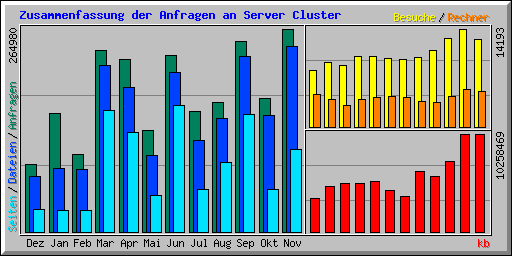 Zusammenfassung der Anfragen an Server Cluster
Besuche / Rechner
264980
14193
Seiten / Dateien / Anfragen
10258469
Dez Jan Feb Mar Apr Mai Jun Jul Aug Sep Okt Nov
kb